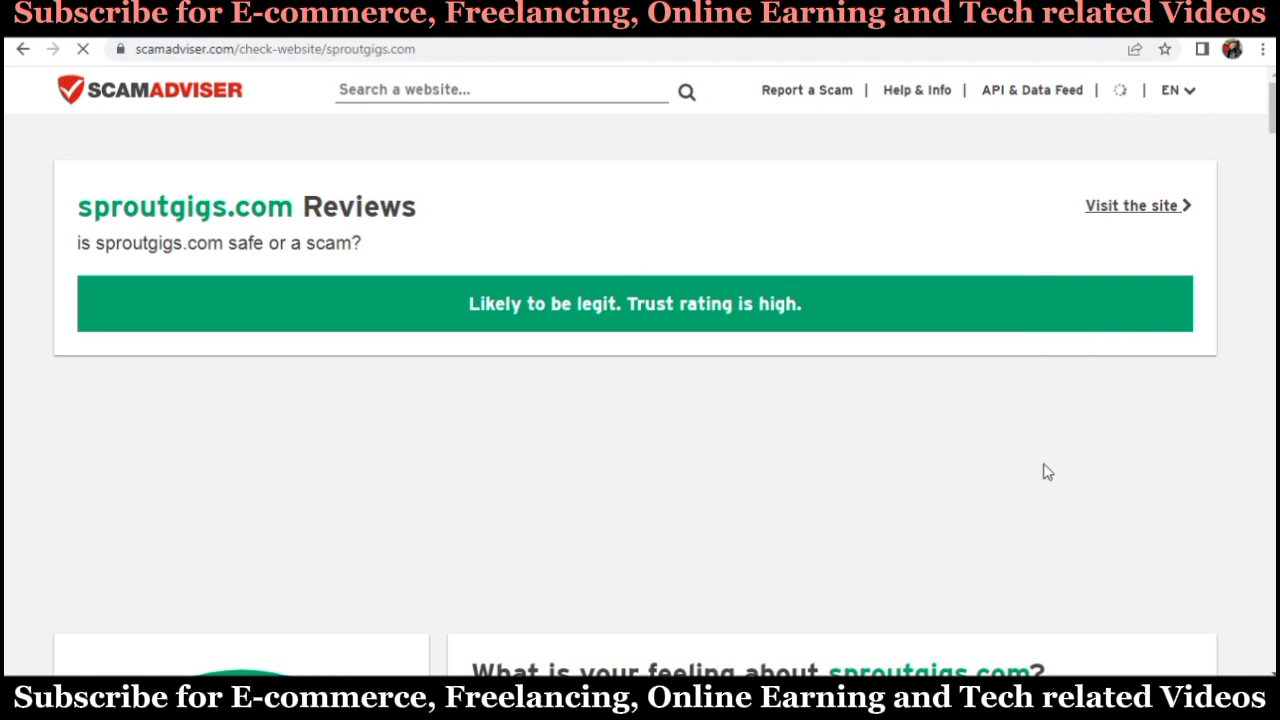 Subscribe for E-commerce, Freelancing, Online Earning and Tech related Videos
scamadviser.com/check-website/sproutgigs.com
SCAMADVISER
Search a website...
Report a Scam | Help & Info | API & Data Feed | | EN
sproutgigs.com Reviews
Visit the site
is sproutgigs.com safe or a scam?
Likely to be legit. Trust rating is high.
What is your feeling about sproutgigs.com?
Subscribe for E-commerce, Freelancing, Online Earning and Tech related Videos